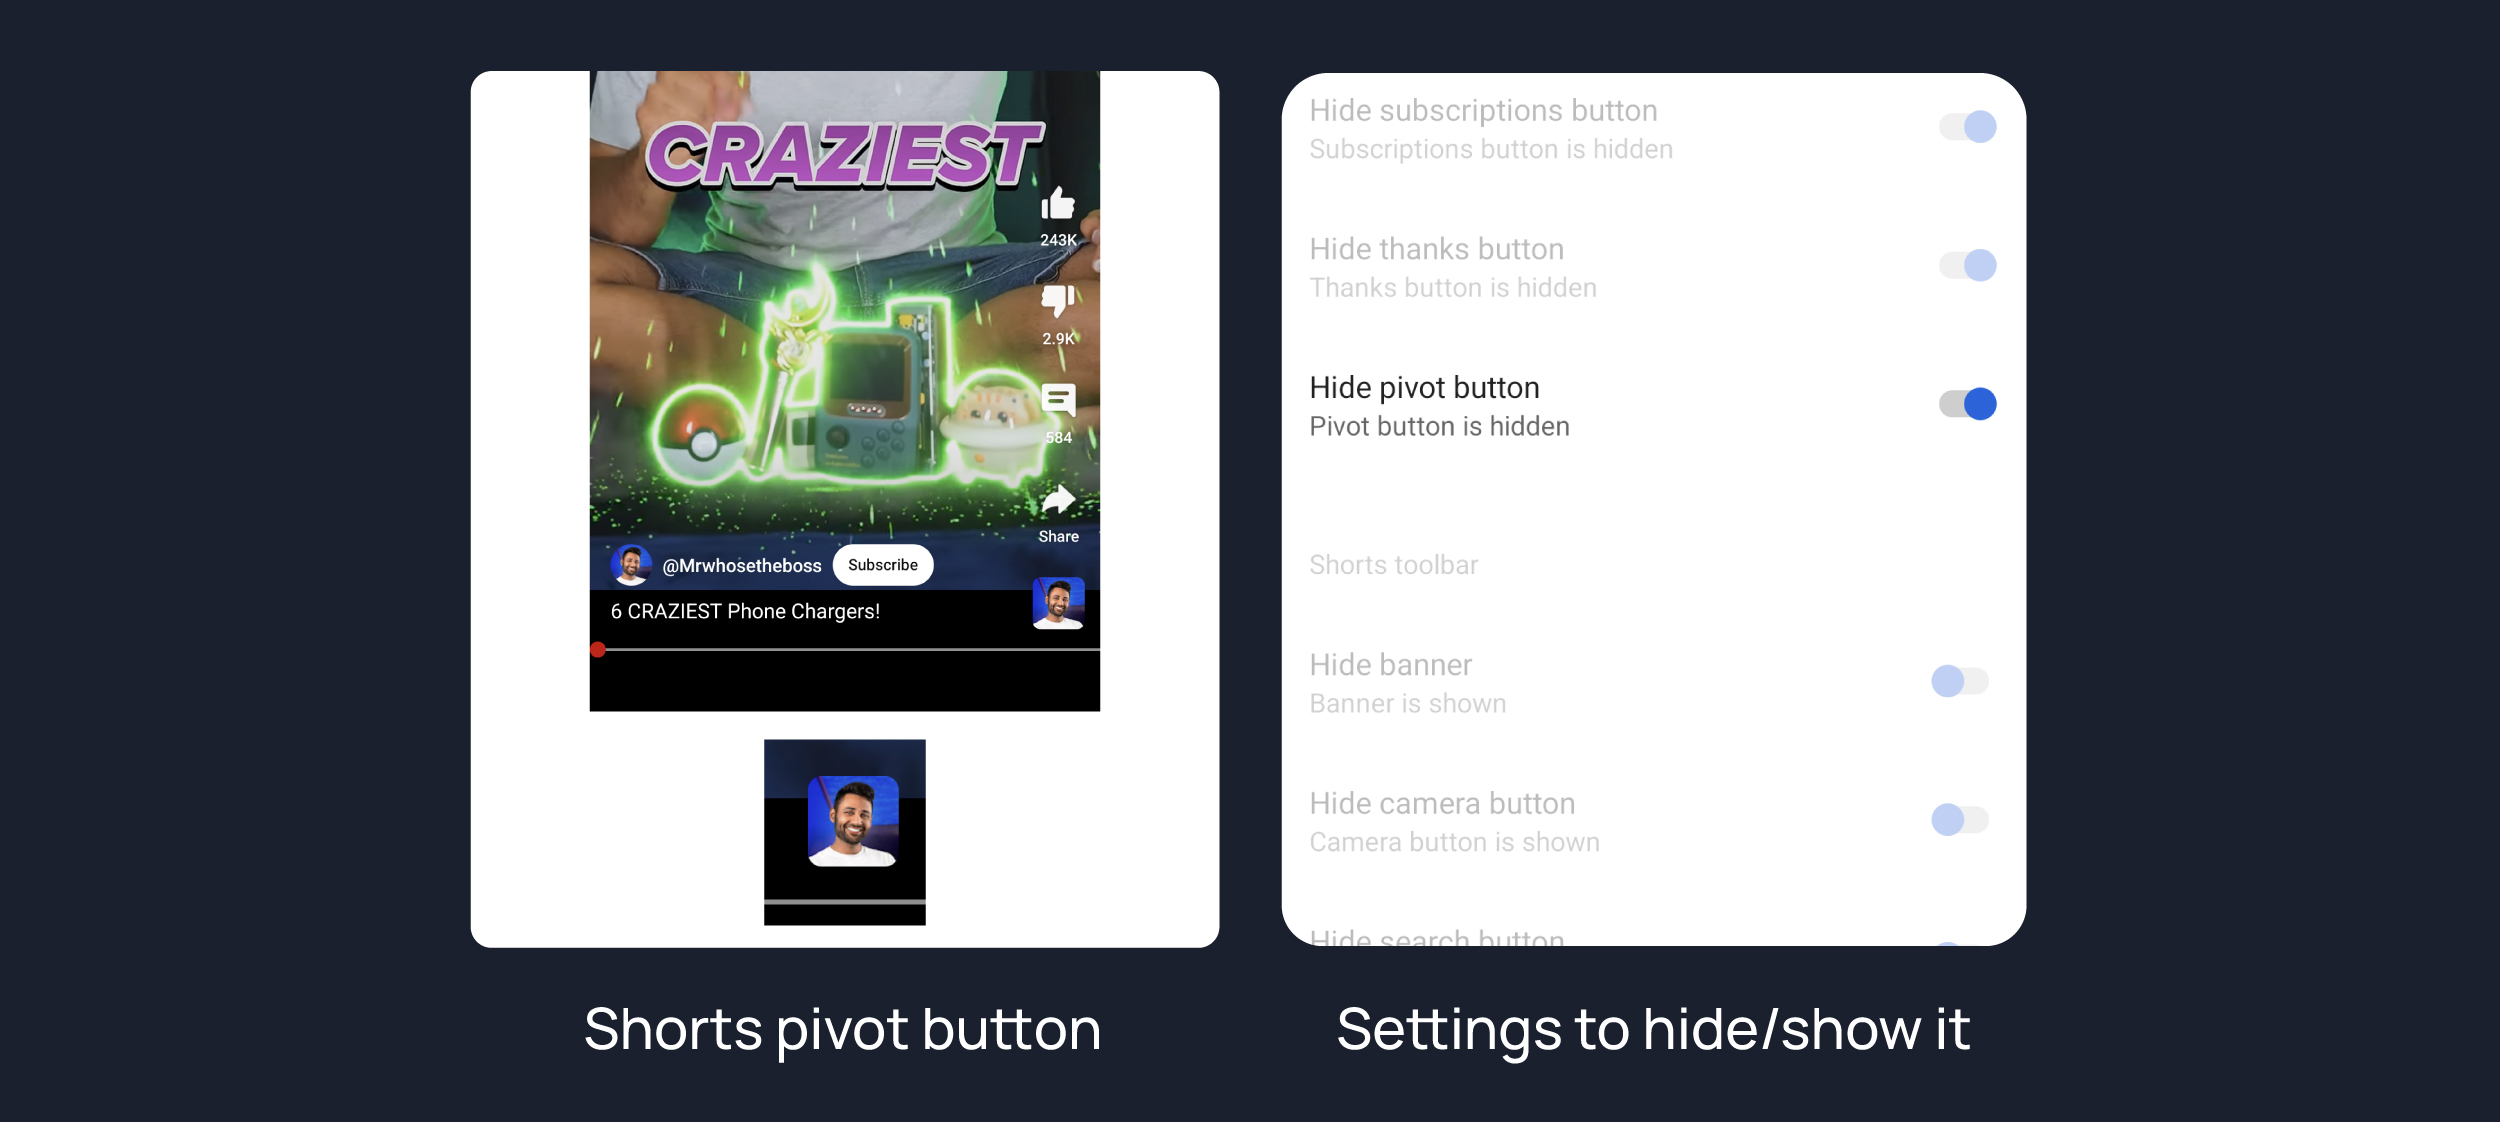 CRAZIEST
243K
2.9K
584
Share
@Mrwhosetheboss
Subscribe
6 CRAZIEST Phone Chargers!
Shorts pivot button
Hide subscriptions button
Subscriptions button is hidden
Hide thanks button
Thanks button is hidden
Hide pivot button
Pivot button is hidden
Shorts toolbar
Hide banner
Banner is shown
Hide camera button
Camera button is shown
Hide search button
Settings to hide/show it